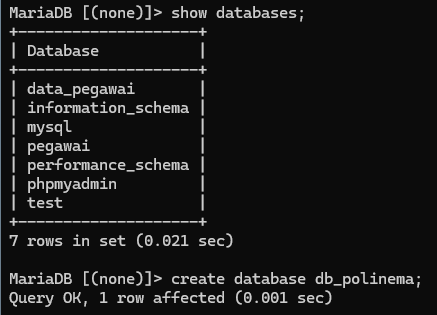 MariaDB [(none)]> show databases;
+--------------------+
| Database           |
+--------------------+
| data_pegawai       |
| information_schema |
| mysql              |
| pegawai            |
| performance_schema |
| phpmyadmin         |
| test               |
+--------------------+
7 rows in set (0.021 sec)
MariaDB [(none)]> create database db_polinema;
Query OK, 1 row affected (0.001 sec)